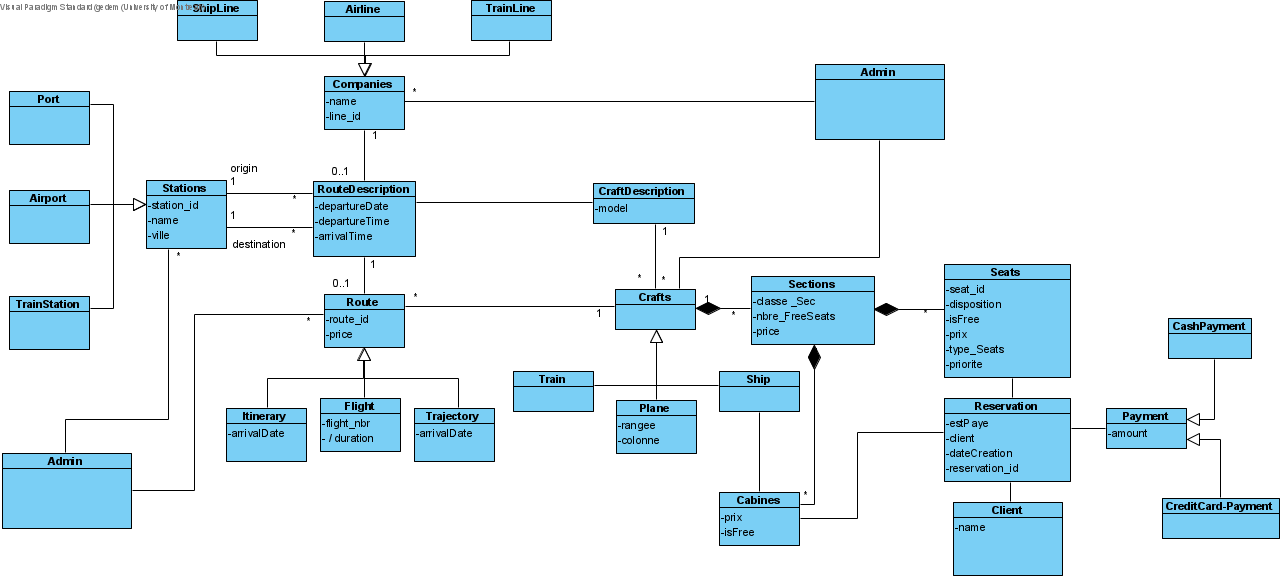 Visual Paradigm Standard (gedem (University of Montreal))
ShipLine
Airline
TrainLine
Companies
-name
-line_id
*
Admin
1
0..1
Port
Airport
TrainStation
Stations
-station_id
-name
-ville
origin
1
*
1
*
destination
*
RouteDescription
-departureDate
-departureTime
-arrivalTime
CraftDescription
-model
1
*
*
1
0..1
Route
-route_id
-price
*
*
1
Crafts
1
*
Sections
-classe _Sec
-nbre_FreeSeats
-price
*
Seats
-seat_id
-disposition
-isFree
-prix
-type_Seats
-priorite
CashPayment
Itinerary
-arrivalDate
Flight
-flight_nbr
- / duration
Trajectory
-arrivalDate
Train
Plane
-rangee
-colonne
Ship
Reservation
-estPaye
-client
-dateCreation
-reservation_id
Payment
-amount
Admin
*
Cabines
-prix
-isFree
Client
-name
CreditCard-Payment